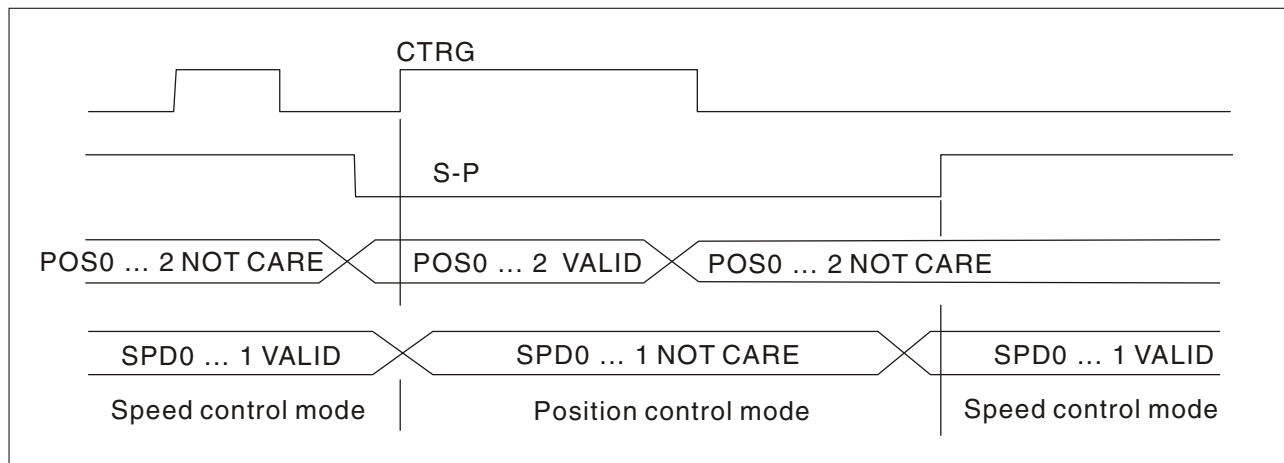 CTRG
S-P
POS0 ... 2 NOT CARE
POS0 ... 2 VALID
POS0 ... 2 NOT CARE
SPD0 ... 1 VALID
SPD0 ... 1 NOT CARE
SPD0 ... 1 VALID
Speed control mode
Position control mode
Speed control mode